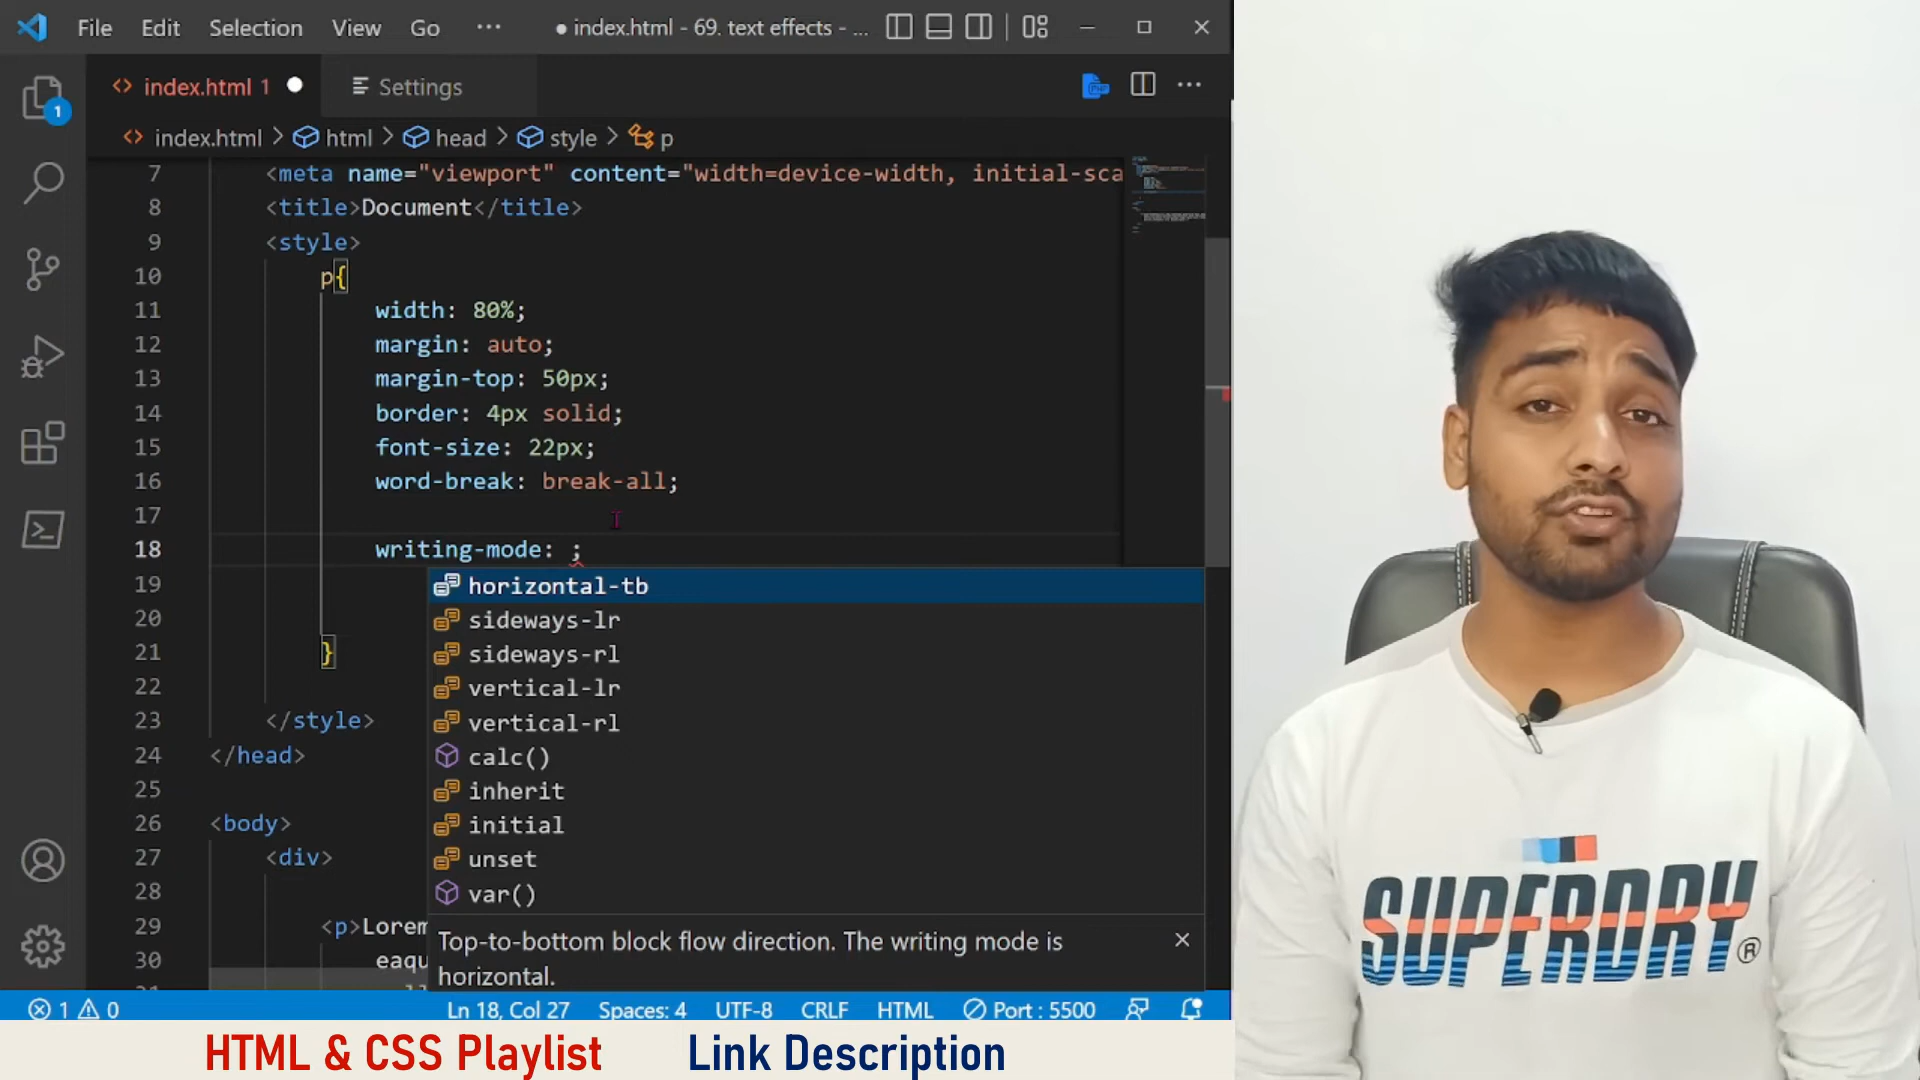 File Edit View Go ··· ● index.html - 69. text effects - ...
index.html 1 ● Settings
index.html > html > head > style > p
7 <meta name="viewport" content="width=device-width, initial-sca
8 <title>Document</title>
9 <style>
10 p{
11 width: 80%;
12 margin: auto;
13 margin-top: 50px;
14 border: 4px solid;
15 font-size: 22px;
16 word-break: break-all;
17
18 writing-mode: ;
19 horizontal-tb
20 sideways-lr
21 } sideways-rl
22 vertical-lr
23 </style> vertical-rl
24 </head> calc()
25 inherit
26 <body> initial
27 <div> unset
28 var()
29 <p>Lorem
30 eaqu
Top-to-bottom block flow direction. The writing mode is
horizontal.
1 0 Ln 18, Col 27 Spaces: 4 UTF-8 CRLF HTML Port : 5500
SUPERDRY®
HTML & CSS Playlist Link Description